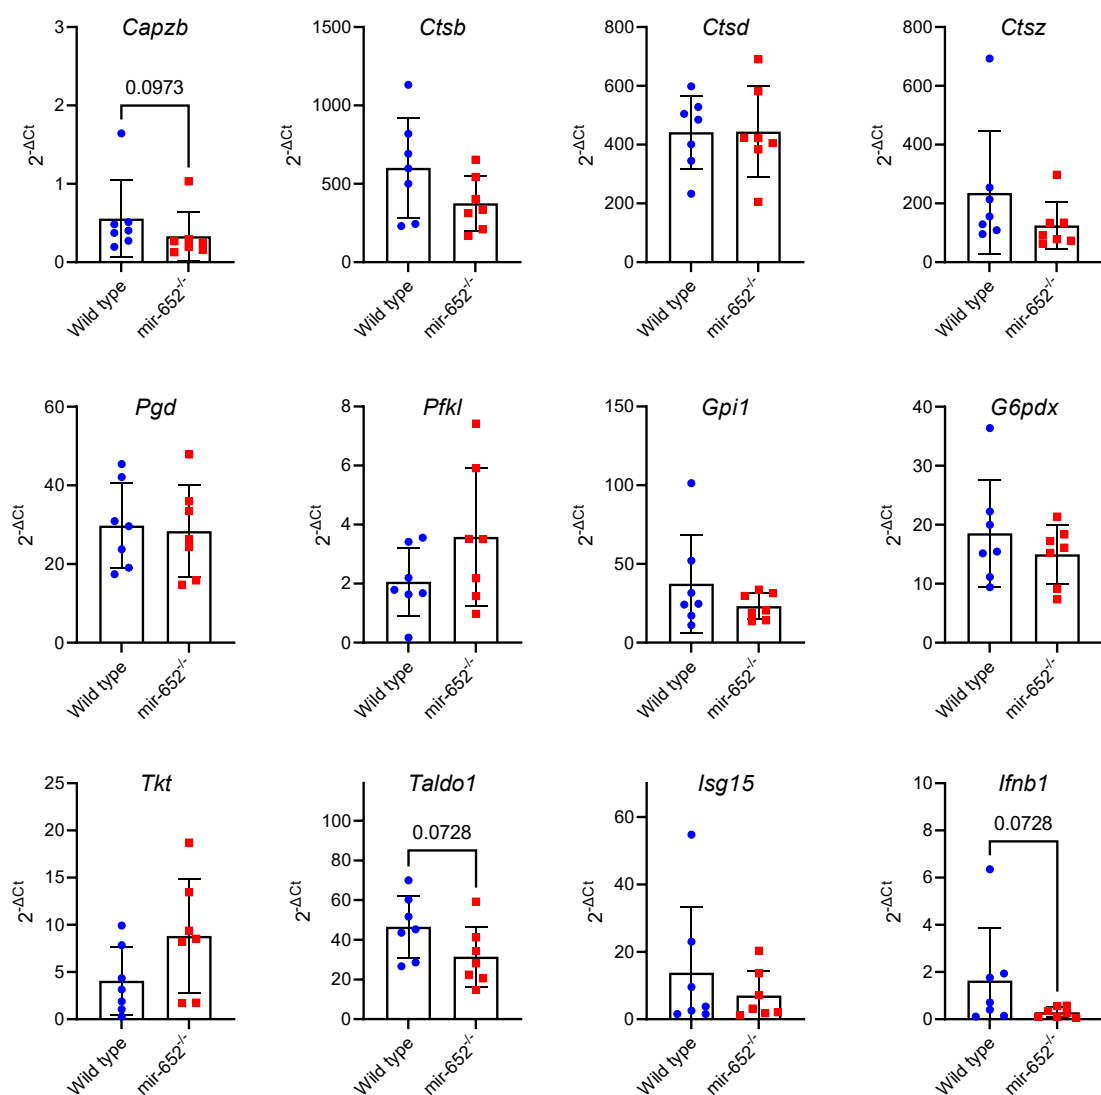 Capzb
3
2
1
0
2-ΔCt
0.0973
Wild type
mir-652-/-
Ctsb
1500
1000
500
0
2-ΔCt
Wild type
mir-652-/-
Ctsd
800
600
400
200
0
2-ΔCt
Wild type
mir-652-/-
Ctsz
800
600
400
200
0
2-ΔCt
Wild type
mir-652-/-
Pgd
60
40
20
0
2-ΔCt
Wild type
mir-652-/-
Pfkl
8
6
4
2
0
2-ΔCt
Wild type
mir-652-/-
Gpi1
150
100
50
0
2-ΔCt
Wild type
mir-652-/-
G6pdx
40
30
20
10
0
2-ΔCt
Wild type
mir-652-/-
Tkt
25
20
15
10
5
0
2-ΔCt
Wild type
mir-652-/-
Taldo1
100
80
60
40
20
0
2-ΔCt
0.0728
Wild type
mir-652-/-
Isg15
60
40
20
0
2-ΔCt
Wild type
mir-652-/-
Ifnb1
10
8
6
4
2
0
2-ΔCt
0.0728
Wild type
mir-652-/-